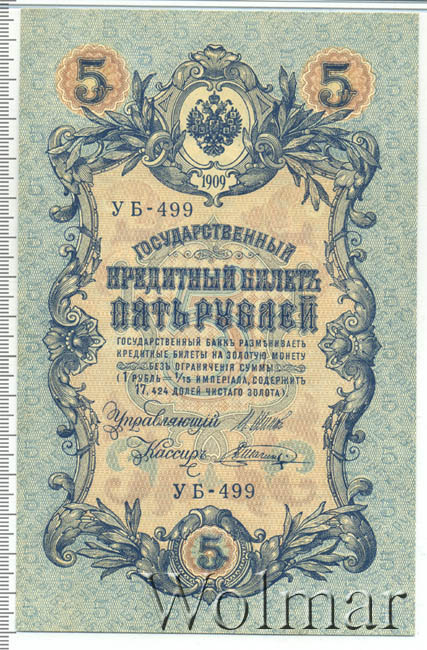 5 5
1909
УБ-499
ГОСУДАРСТВЕННЫЙ
КРЕДИТНЫЙ БИЛЕТЪ
ПЯТЬ РУБЛЕЙ
ГОСУДАРСТВЕННЫЙ БАНКЪ РАЗМѢНИВАЕТЪ
КРЕДИТНЫЕ БИЛЕТЫ НА ЗОЛОТУЮ МОНЕТУ
БЕЗЪ ОГРАНИЧЕНІЯ СУММЫ
(1 РУБЛЬ = 1/15 ИМПЕРІАЛА, СОДЕРЖИТЪ
17,424 ДОЛЕЙ ЧИСТАГО ЗОЛОТА).
Управляющій
Кассиръ
УБ-499
5
Wolmar